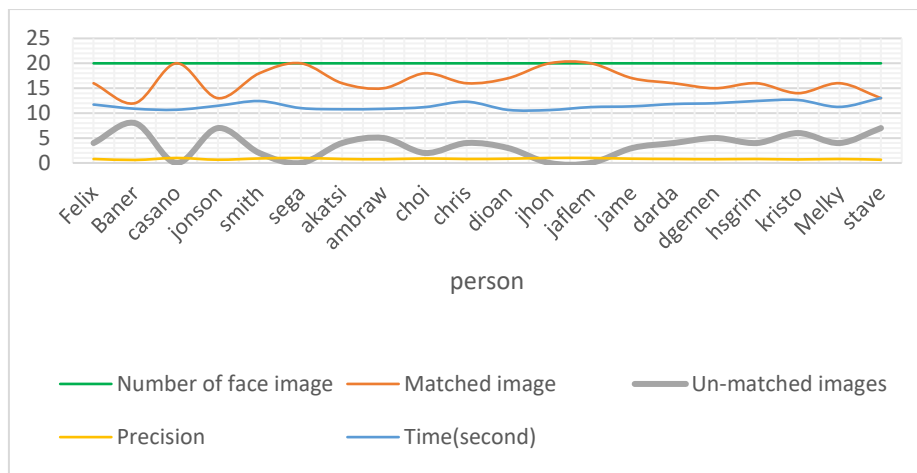 25
20
15
10
5
0
Felix
Baner
casano
jonson
smith
sega
akatsi
ambraw
choi
chris
dioan
jhon
jaflem
jame
darda
dgemen
hsgrim
kristo
Melky
stave
person
Number of face image Matched image Un-matched images
Precision Time(second)